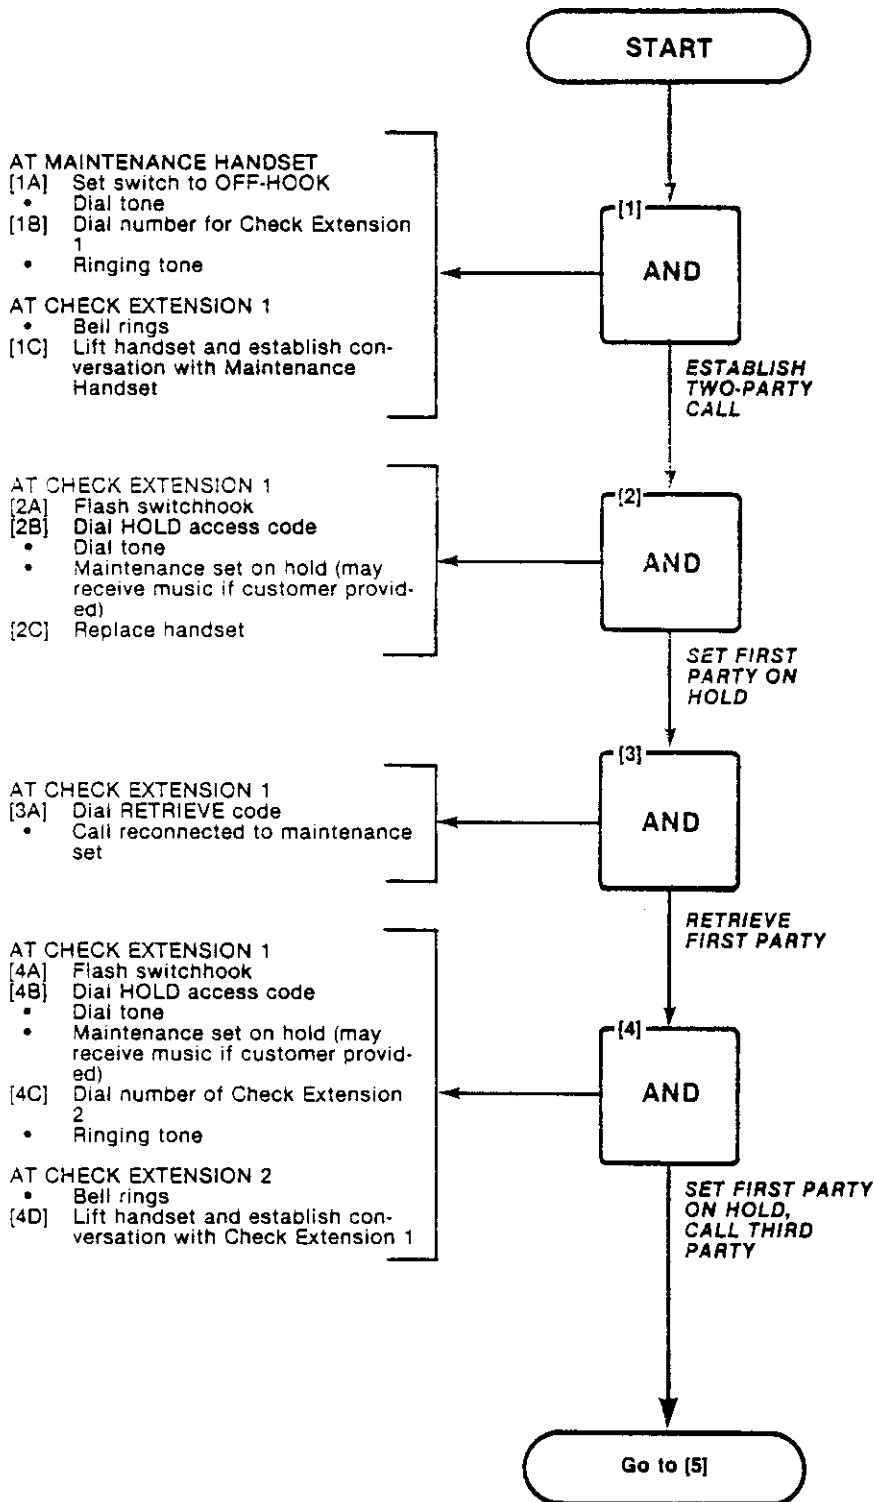 START
AT MAINTENANCE HANDSET
[1A] Set switch to OFF-HOOK
• Dial tone
[1B] Dial number for Check Extension
1
• Ringing tone
AT CHECK EXTENSION 1
• Bell rings
[1C] Lift handset and establish con-
versation with Maintenance
Handset
[1]
AND
ESTABLISH
TWO-PARTY
CALL
AT CHECK EXTENSION 1
[2A] Flash switchhook
[2B] Dial HOLD access code
• Dial tone
• Maintenance set on hold (may
receive music if customer provid-
ed)
[2C] Replace handset
[2]
AND
SET FIRST
PARTY ON
HOLD
AT CHECK EXTENSION 1
[3A] Dial RETRIEVE code
• Call reconnected to maintenance
set
[3]
AND
RETRIEVE
FIRST PARTY
AT CHECK EXTENSION 1
[4A] Flash switchhook
[4B] Dial HOLD access code
• Dial tone
• Maintenance set on hold (may
receive music if customer provid-
ed)
[4C] Dial number of Check Extension
2
• Ringing tone
AT CHECK EXTENSION 2
• Bell rings
[4D] Lift handset and establish con-
versation with Check Extension 1
[4]
AND
SET FIRST PARTY
ON HOLD,
CALL THIRD
PARTY
Go to [5]